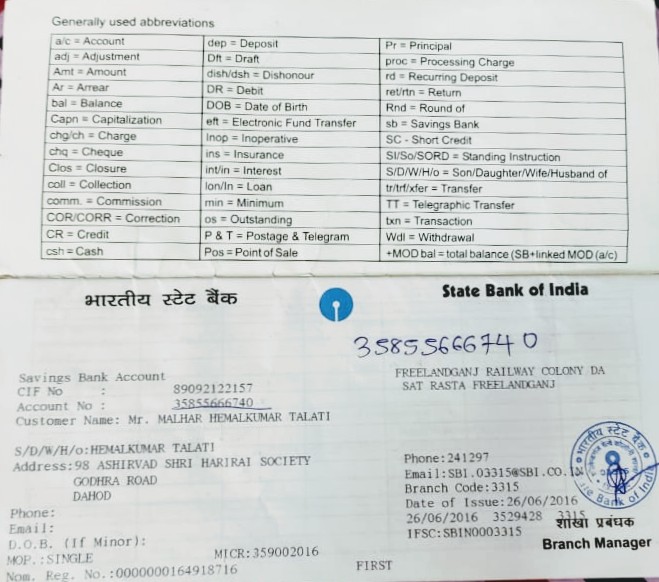 Generally used abbreviations
a/c = Account dep = Deposit Pr = Principal
adj = Adjustment Dft = Draft proc = Processing Charge
Amt = Amount dish/dsh = Dishonour rd = Recurring Deposit
Ar = Arrear DR = Debit ret/rtn = Return
bal = Balance DOB = Date of Birth Rnd = Round of
Capn = Capitalization eft = Electronic Fund Transfer sb = Savings Bank
chg/ch = Charge Inop = Inoperative SC - Short Credit
chq = Cheque ins = Insurance SI/So/SORD = Standing Instruction
Clos = Closure int/in = Interest S/D/W/H/o = Son/Daughter/Wife/Husband of
coll = Collection lon/ln = Loan tr/trf/xfer = Transfer
comm. = Commission min = Minimum TT = Telegraphic Transfer
COR/CORR = Correction os = Outstanding txn = Transaction
CR = Credit P & T = Postage & Telegram Wdl = Withdrawal
csh = Cash Pos = Point of Sale +MOD bal = total balance (SB+linked MOD (a/c)
भारतीय स्टेट बैंक State Bank of India
35855666740
Savings Bank Account FREELANDGANJ RAILWAY COLONY DA
CIF No : 89092122157 SAT RASTA FREELANDGANJ
Account No : 35855666740
Customer Name: Mr. MALHAR HEMALKUMAR TALATI
S/D/W/H/o:HEMALKUMAR TALATI Phone:241297
Address:98 ASHIRVAD SHRI HARIRAI SOCIETY Email:SBI.03315@SBI.CO.IN
GODHRA ROAD Branch Code:3315
DAHOD Date of Issue:26/06/2016
Phone: 26/06/2016 3529428 3315
Email: IFSC:SBIN0003315
D.O.B. (If Minor): शाखा प्रबंधक
MOP.:SINGLE MICR:359002016 Branch Manager
Nom. Reg. No.:0000000164918716 FIRST
भारतीय स्टेट बैंक
Bank of India